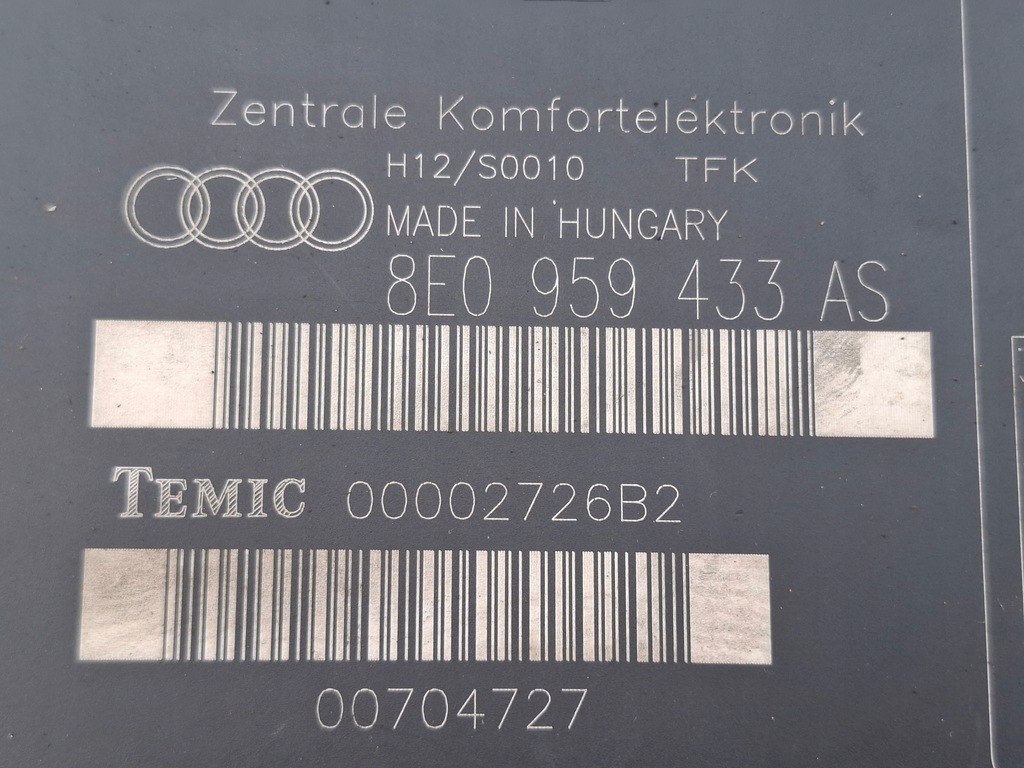 Zentrale Komfortelektronik
H12/S0010 TFK
MADE IN HUNGARY
8E0 959 433 AS
TEMIC 00002726B2
00704727